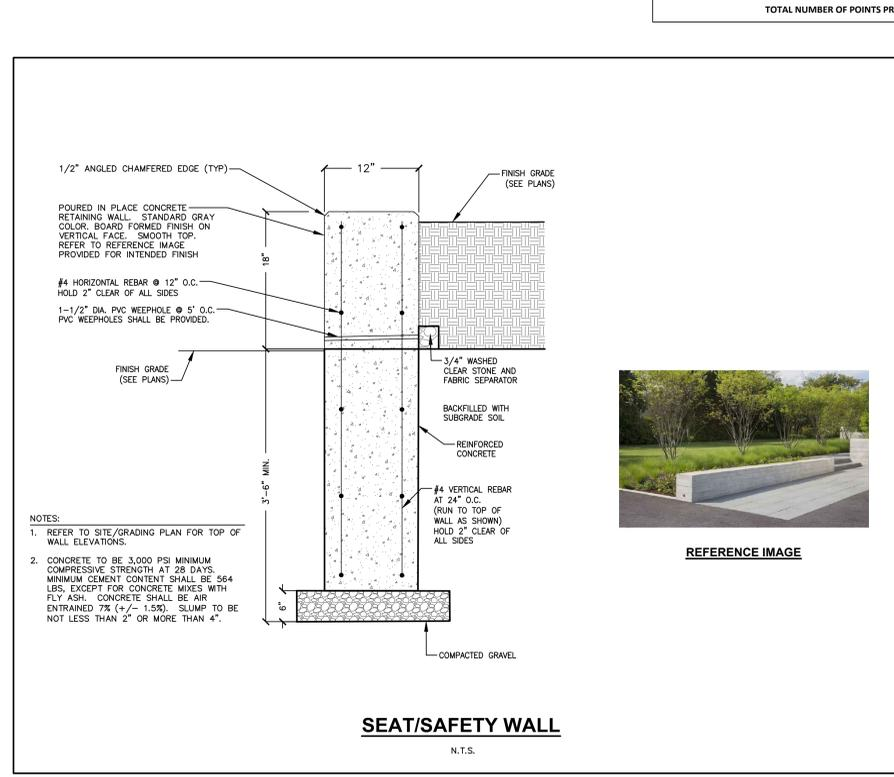 TOTAL NUMBER OF POINTS PR
1/2" ANGLED CHAMFERED EDGE (TYP)
12"
FINISH GRADE
(SEE PLANS)
POURED IN PLACE CONCRETE
RETAINING WALL. STANDARD GRAY
COLOR. BOARD FORMED FINISH ON
VERTICAL FACE. SMOOTH TOP.
REFER TO REFERENCE IMAGE
PROVIDED FOR INTENDED FINISH
18"
#4 HORIZONTAL REBAR @ 12" O.C.
HOLD 2" CLEAR OF ALL SIDES
1-1/2" DIA. PVC WEEPHOLE @ 5' O.C.
PVC WEEPHOLES SHALL BE PROVIDED.
FINISH GRADE
(SEE PLANS)
3/4" WASHED
CLEAR STONE AND
FABRIC SEPARATOR
BACKFILLED WITH
SUBGRADE SOIL
REINFORCED
CONCRETE
3'-6" MIN.
#4 VERTICAL REBAR
AT 24" O.C.
(RUN TO TOP OF
WALL AS SHOWN)
HOLD 2" CLEAR OF
ALL SIDES
NOTES:
1. REFER TO SITE/GRADING PLAN FOR TOP OF
WALL ELEVATIONS.
2. CONCRETE TO BE 3,000 PSI MINIMUM
COMPRESSIVE STRENGTH AT 28 DAYS.
MINIMUM CEMENT CONTENT SHALL BE 564
LBS, EXCEPT FOR CONCRETE MIXES WITH
FLY ASH. CONCRETE SHALL BE AIR
ENTRAINED 7% (+/- 1.5%). SLUMP TO BE
NOT LESS THAN 2" OR MORE THAN 4".
6"
COMPACTED GRAVEL
REFERENCE IMAGE
SEAT/SAFETY WALL
N.T.S.